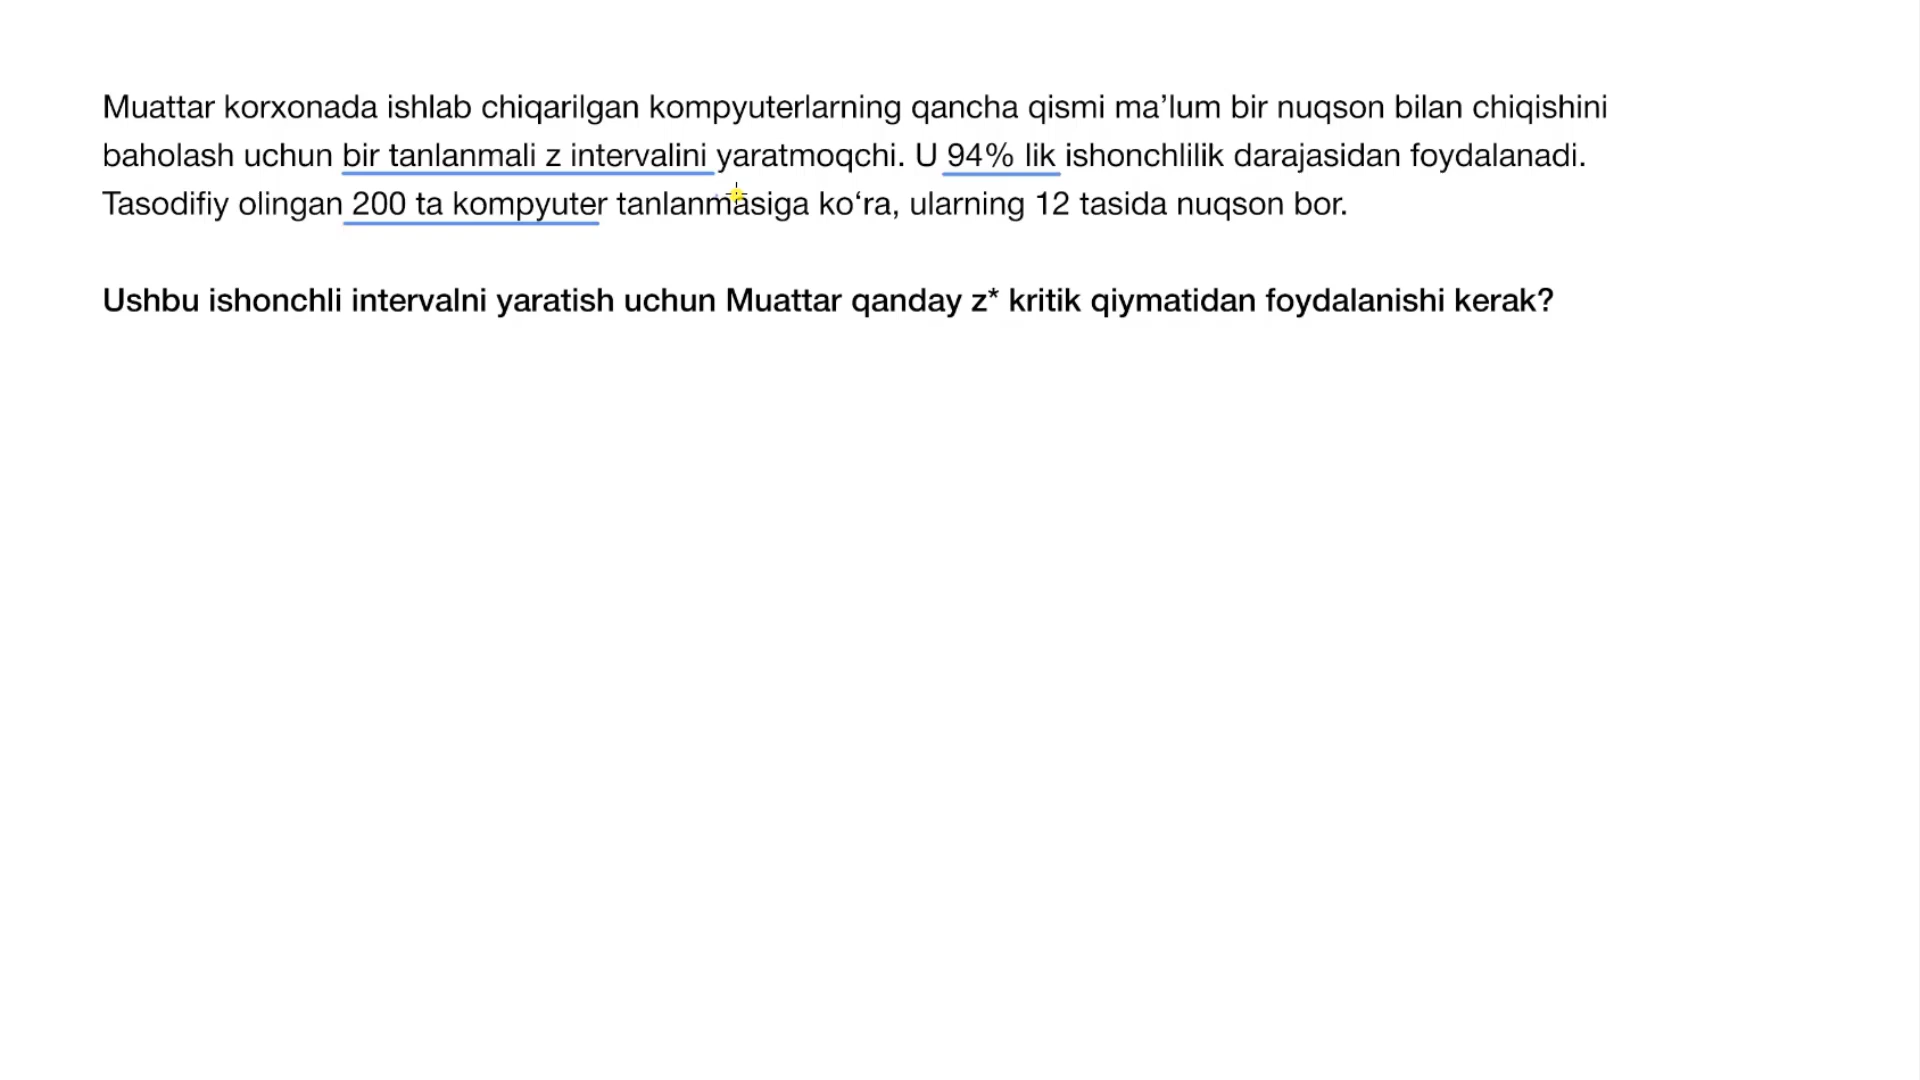 Muattar korxonada ishlab chiqarilgan kompyuterlarning qancha qismi ma’lum bir nuqson bilan chiqishini
baholash uchun bir tanlanmali z intervalini yaratmoqchi. U 94% lik ishonchlilik darajasidan foydalanadi.
Tasodifiy olingan 200 ta kompyuter tanlanmasiga ko‘ra, ularning 12 tasida nuqson bor.
Ushbu ishonchli intervalni yaratish uchun Muattar qanday z* kritik qiymatidan foydalanishi kerak?